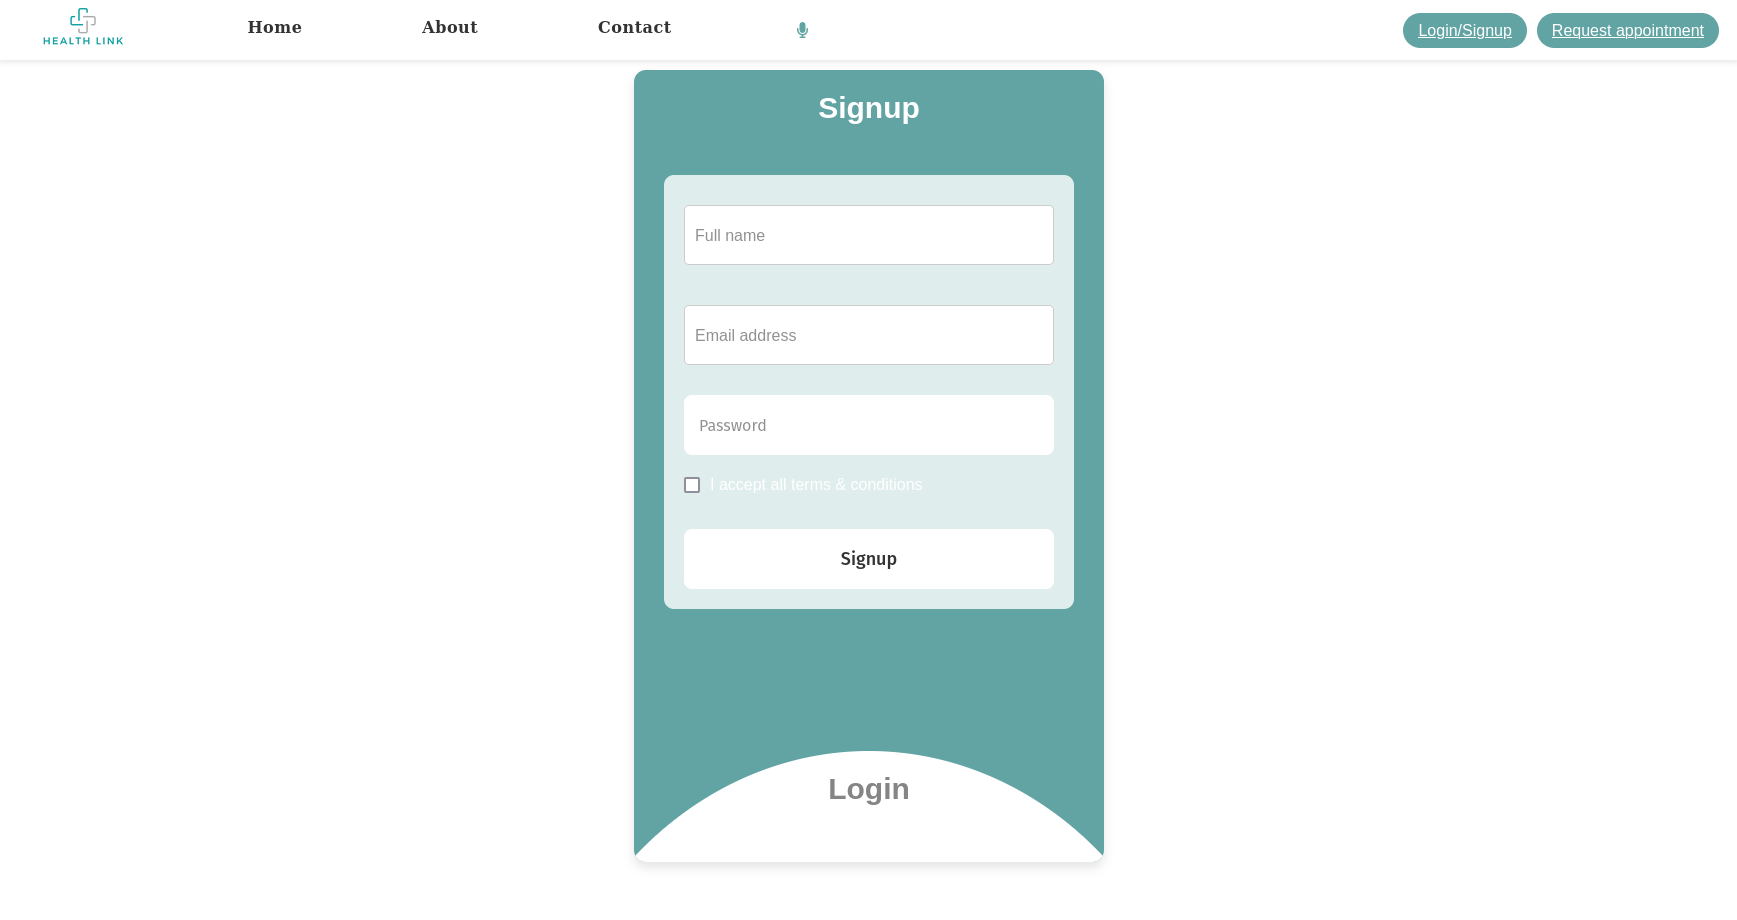 HEALTH LINK
Home
About
Contact
Login/Signup
Request appointment
Signup
Full name
Email address
Password
I accept all terms & conditions
Signup
Login